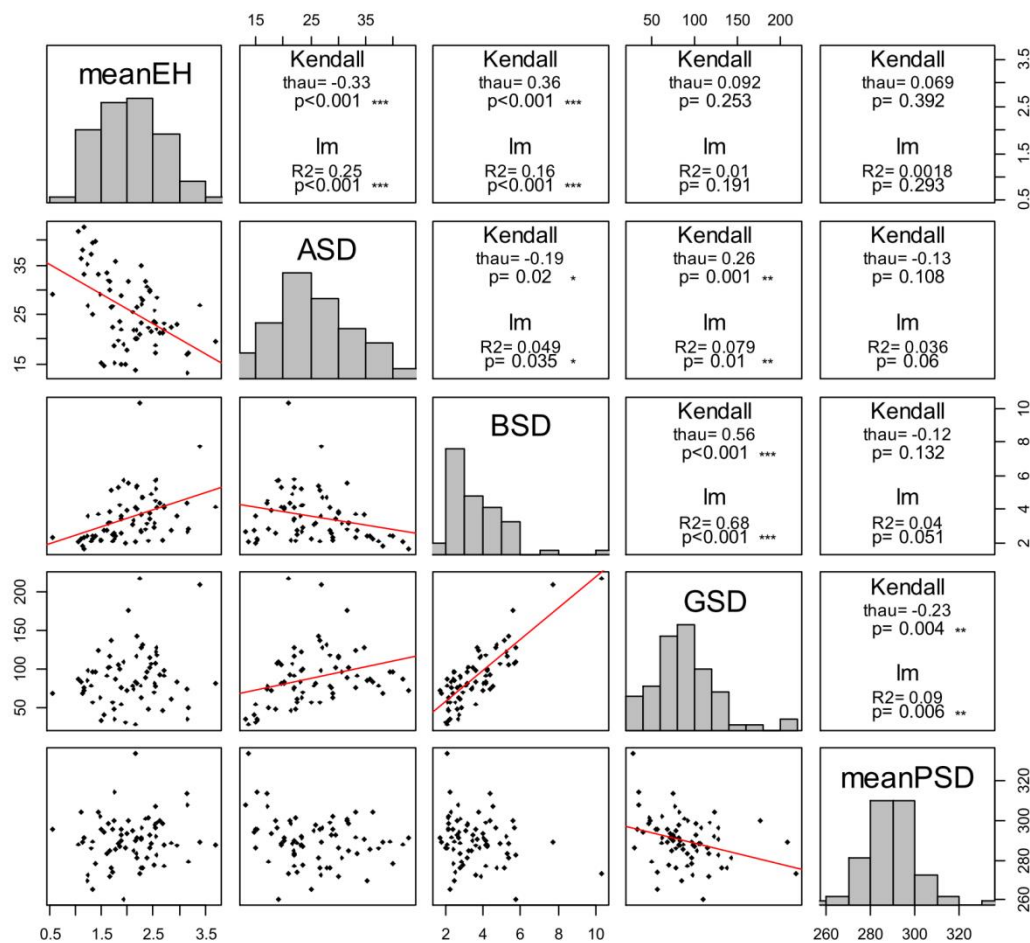 15 25 35
50 100 150 200
meanEH
Kendall
thau= -0.33
p<0.001 ***
lm
R2= 0.25
p<0.001 ***
Kendall
thau= 0.36
p<0.001 ***
lm
R2= 0.16
p<0.001 ***
Kendall
thau= 0.092
p= 0.253
lm
R2= 0.01
p= 0.191
Kendall
thau= 0.069
p= 0.392
lm
R2= 0.0018
p= 0.293
3.5
2.5
1.5
0.5
35
25
15
ASD
Kendall
thau= -0.19
p= 0.02 *
lm
R2= 0.049
p= 0.035 *
Kendall
thau= 0.26
p= 0.001 **
lm
R2= 0.079
p= 0.01 **
Kendall
thau= -0.13
p= 0.108
lm
R2= 0.036
p= 0.06
BSD
Kendall
thau= 0.56
p<0.001 ***
lm
R2= 0.68
p<0.001 ***
Kendall
thau= -0.12
p= 0.132
lm
R2= 0.04
p= 0.051
10
8
6
4
2
200
150
100
50
GSD
Kendall
thau= -0.23
p= 0.004 **
lm
R2= 0.09
p= 0.006 **
meanPSD
320
300
280
260
0.5 1.5 2.5 3.5
2 4 6 8 10
260 280 300 320